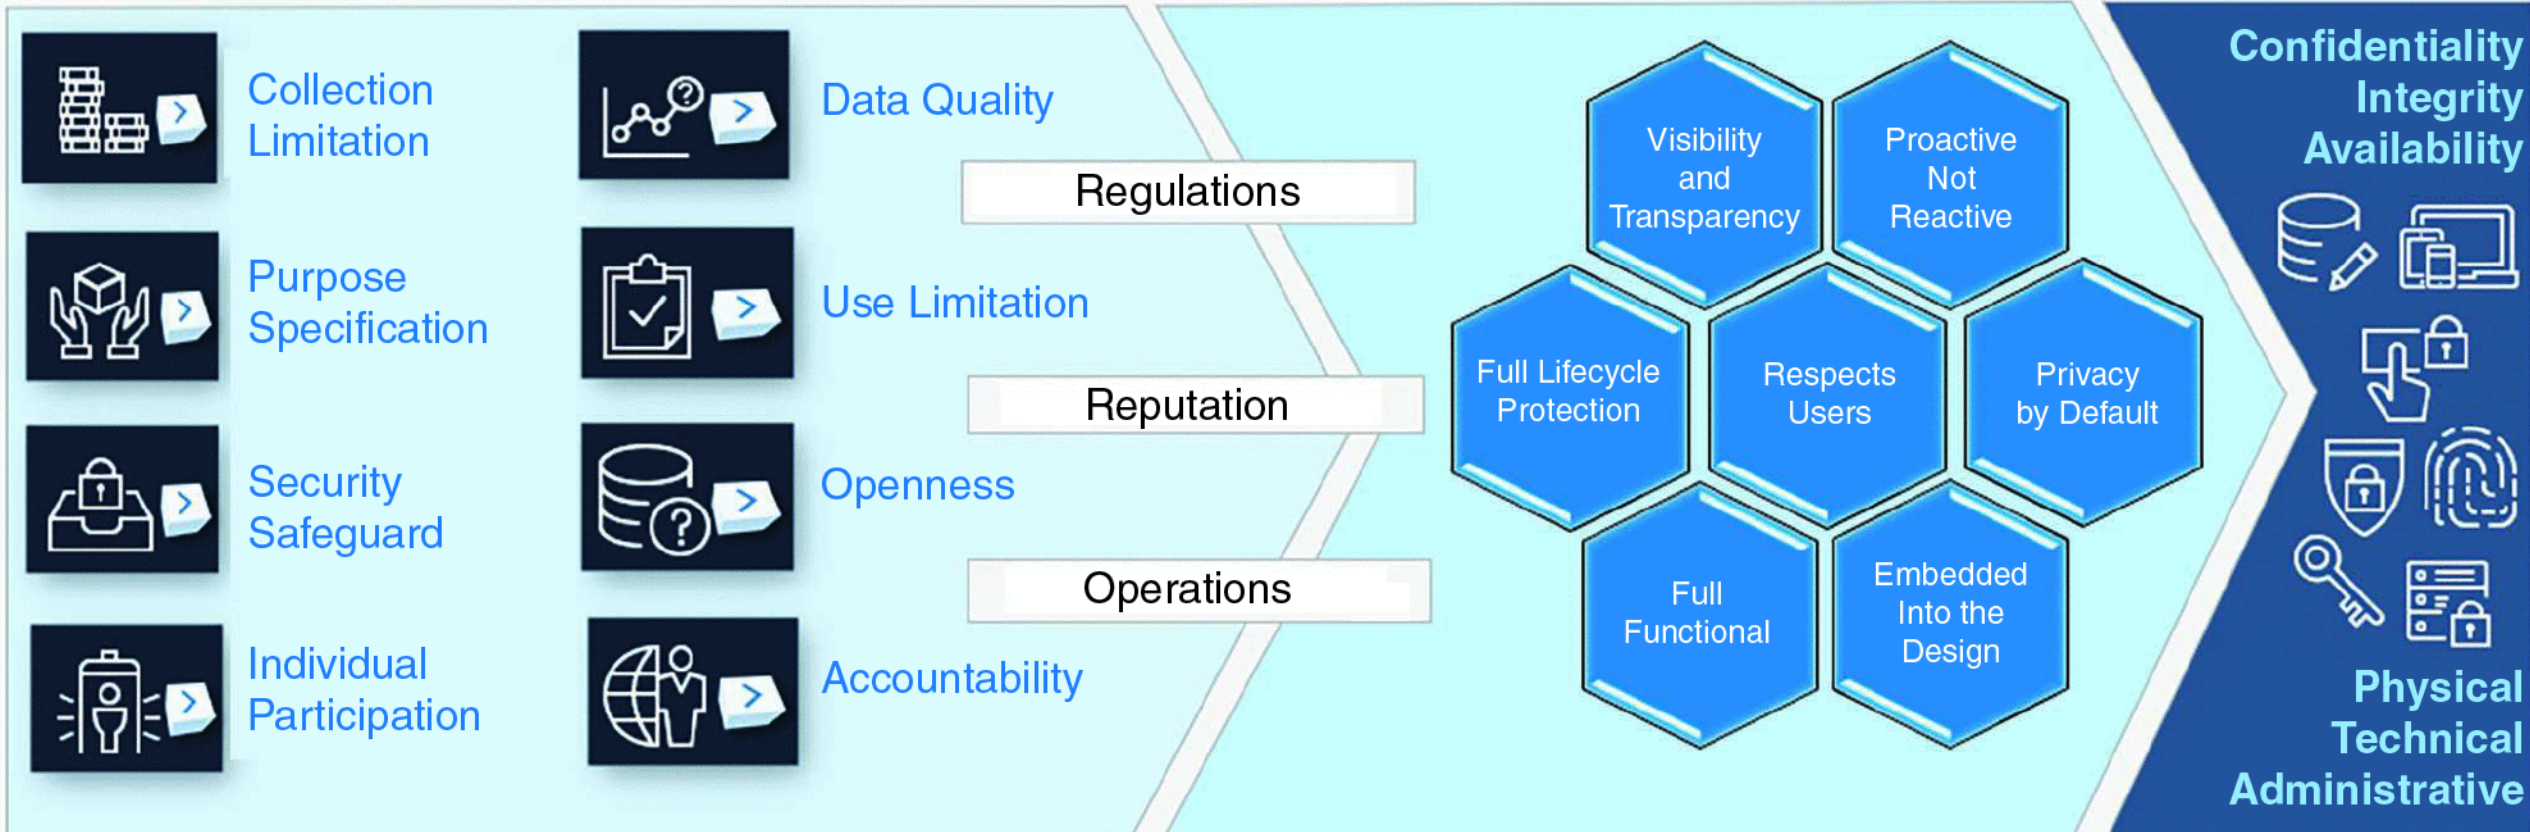 Collection
Limitation
Data Quality
Purpose
Specification
Use Limitation
Security
Safeguard
Openness
Individual
Participation
Accountability
Regulations
Reputation
Operations
Visibility
and
Transparency
Proactive
Not
Reactive
Full Lifecycle
Protection
Respects
Users
Privacy
by Default
Full
Functional
Embedded
Into the
Design
Confidentiality
Integrity
Availability
Physical
Technical
Administrative